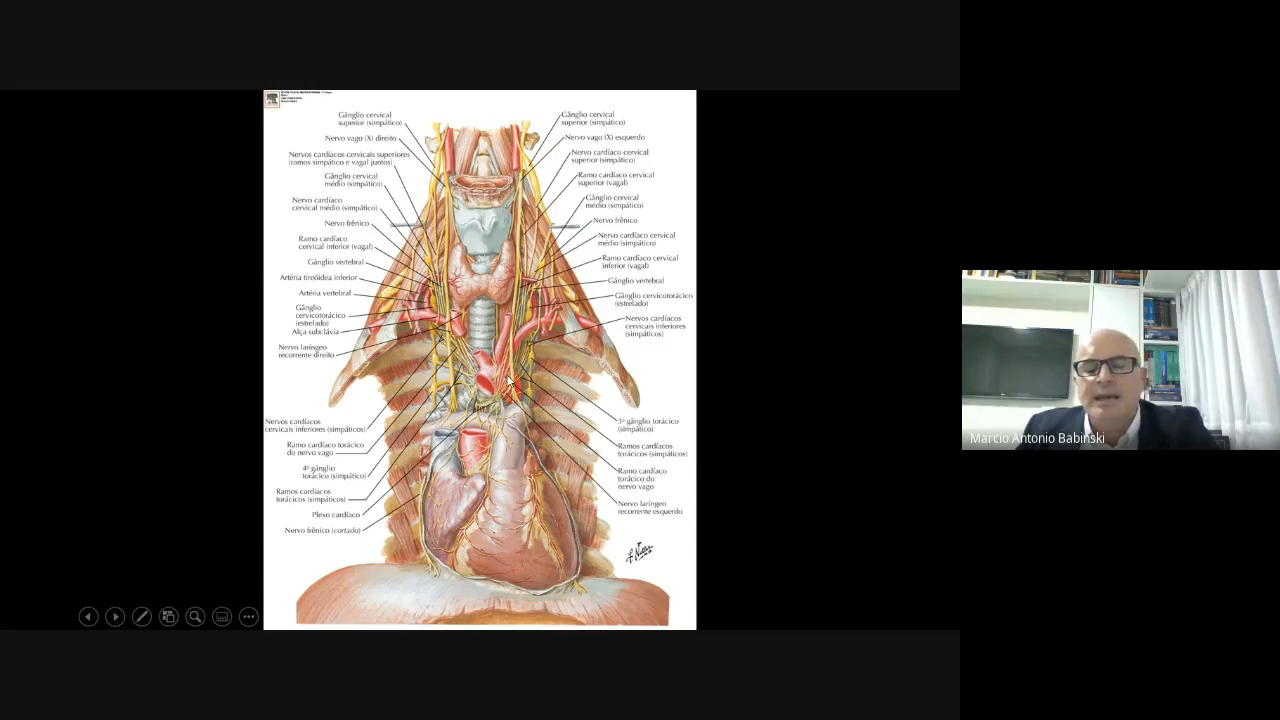 Gânglio cervical
superior (simpático)
Nervo vago (X) direito
Nervos cardíacos cervicais superiores
(ramos simpático e vagal juntos)
Gânglio cervical
médio (simpático)
Nervo cardíaco
cervical médio (simpático)
Nervo frênico
Ramo cardíaco
cervical inferior (vagal)
Gânglio vertebral
Artéria tireóidea inferior
Artéria vertebral
Gânglio
cervicotorácico
(estrelado)
Alça subclávia
Nervo laríngeo
recorrente direito
Nervos cardíacos
cervicais inferiores (simpáticos)
Ramo cardíaco torácico
do nervo vago
4º gânglio
torácico (simpático)
Ramos cardíacos
torácicos (simpáticos)
Plexo cardíaco
Nervo frênico (cortado)
Gânglio cervical
superior (simpático)
Nervo vago (X) esquerdo
Nervo cardíaco cervical
superior (simpático)
Ramo cardíaco cervical
superior (vagal)
Gânglio cervical
médio (simpático)
Nervo frênico
Nervo cardíaco cervical
médio (simpático)
Ramo cardíaco cervical
inferior (vagal)
Gânglio vertebral
Gânglio cervicotorácico
(estrelado)
Nervos cardíacos
cervicais inferiores
(simpáticos)
3º gânglio torácico
(simpático)
Ramos cardíacos
torácicos (simpáticos)
Ramo cardíaco
torácico do
nervo vago
Nervo laríngeo
recorrente esquerdo
Marcio Antonio Babinski